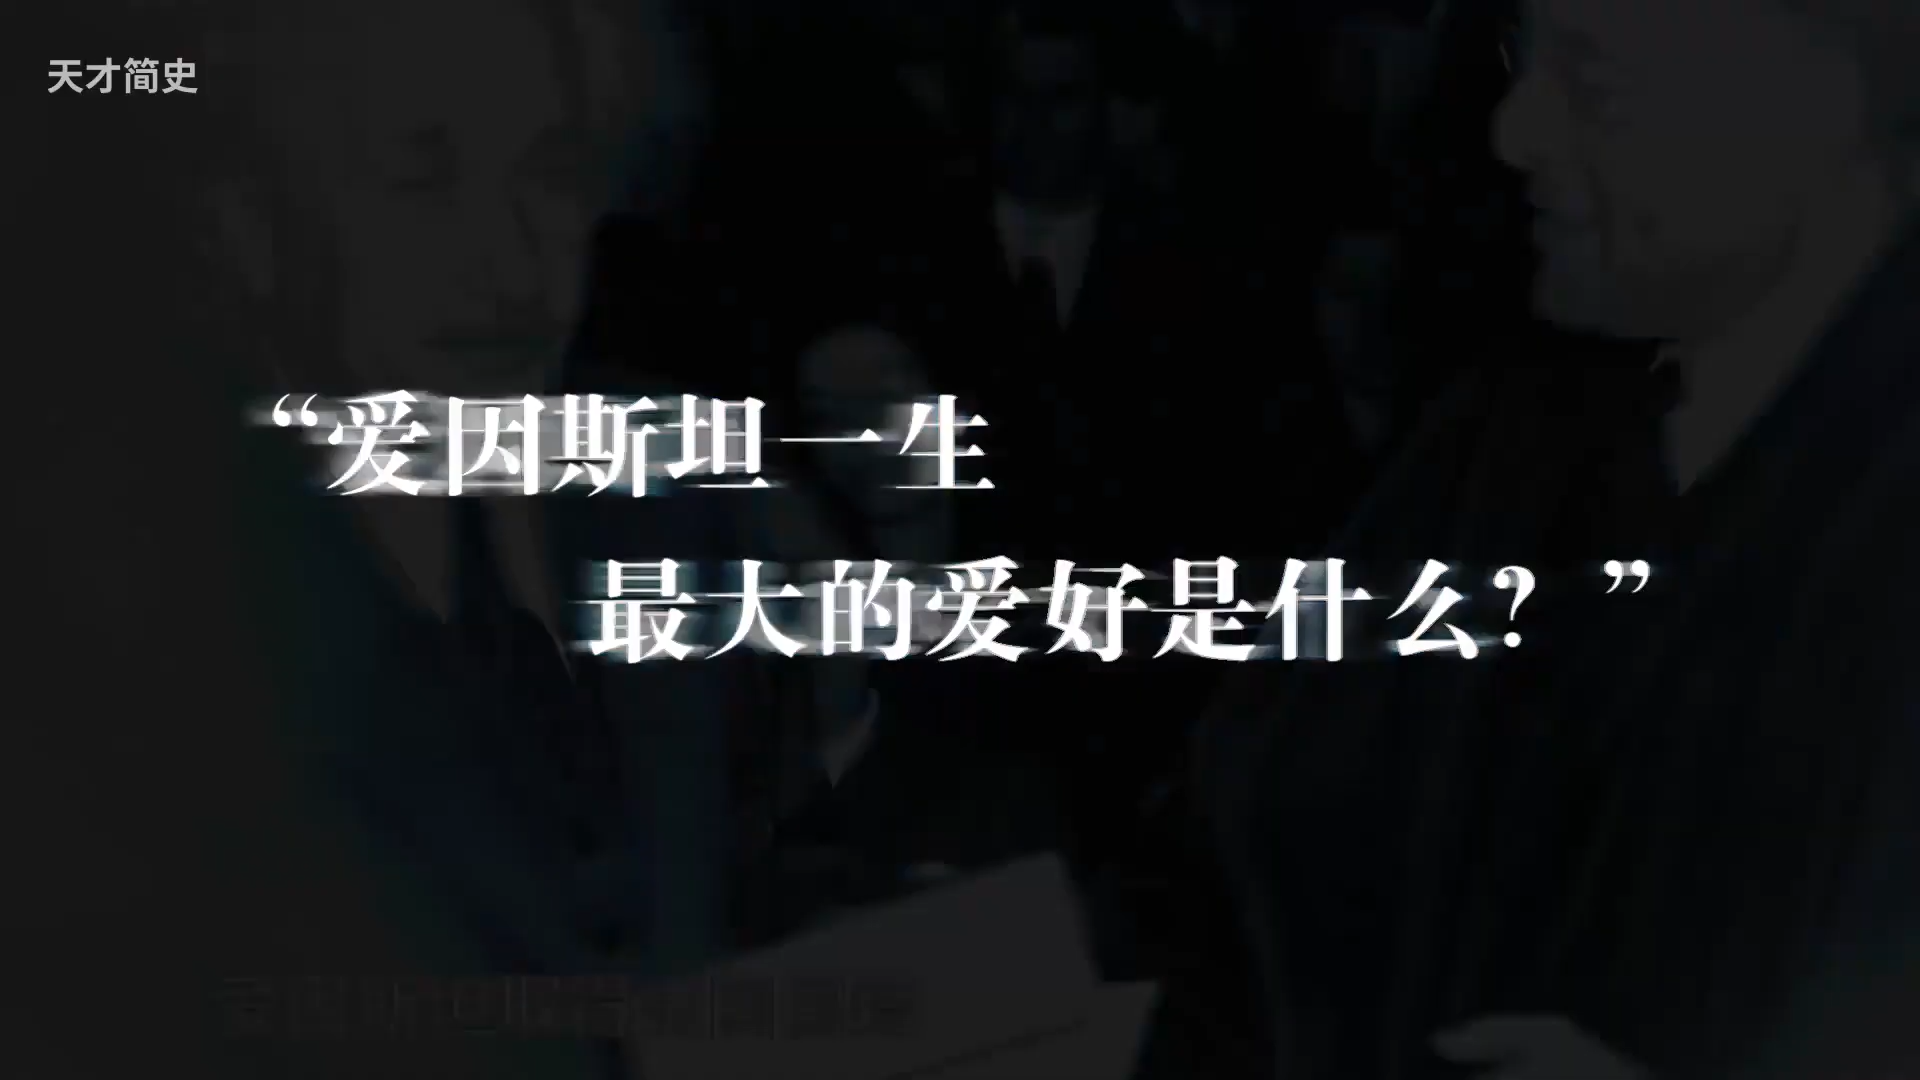 天才简史
“爱因斯坦一生
最大的爱好是什么？”